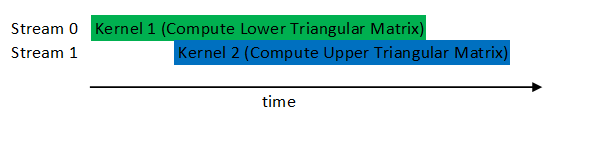 Stream 0 Kernel 1 (Compute Lower Triangular Matrix)
Stream 1 Kernel 2 (Compute Upper Triangular Matrix)
time